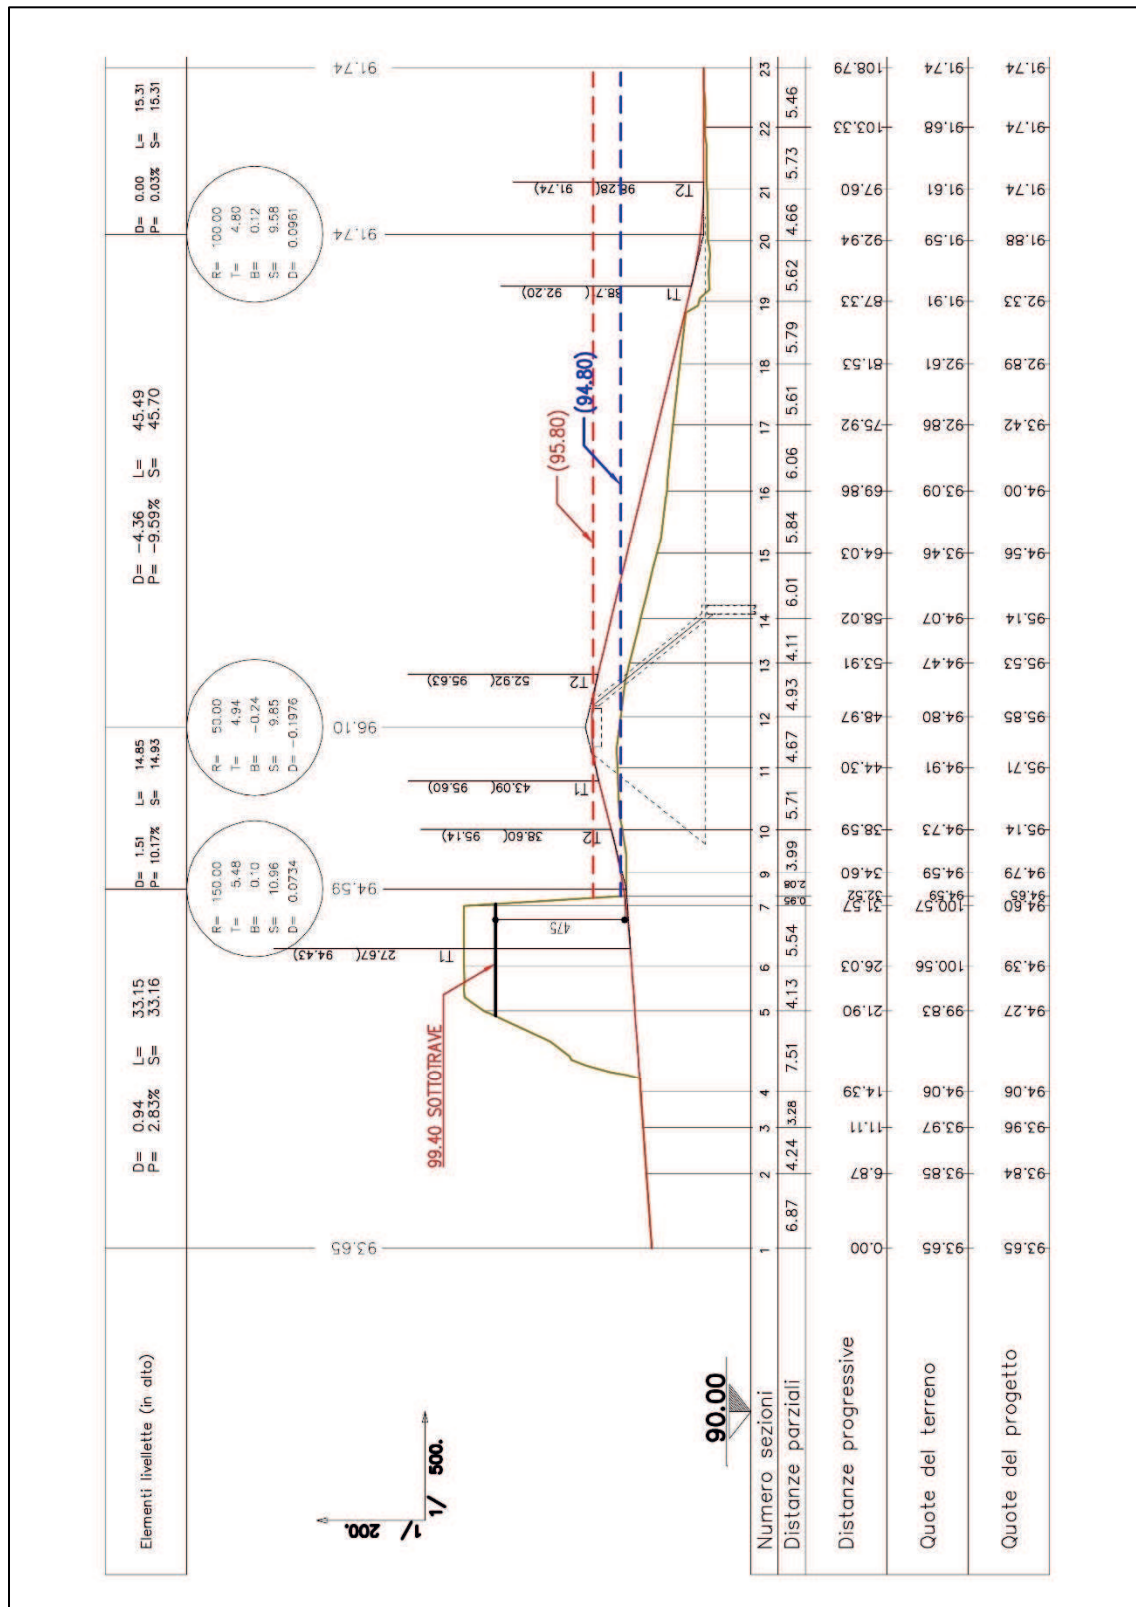 Elementi livellette (in alto)
D= 0.94 L= 33.15
P= 2.83% S= 33.16
D= 1.51 L= 14.85
P= 10.17% S= 14.93
D= -4.36 L= 45.49
P= -9.59% S= 45.70
D= 0.00 L= 15.31
P= 0.03% S= 15.31
R= 150.00
T= 5.48
B= 0.10
S= 10.96
D= 0.0734
R= 50.00
T= 4.94
B= -0.24
S= 9.85
D= -0.1976
R= 100.00
T= 4.80
B= 0.12
S= 9.58
D= 0.0961
93.65
94.59
96.10
91.74
91.74
T1 27.67( 94.43)
T2 38.60( 95.14)
T1 43.09( 95.60)
T2 52.92( 95.63)
T1 92.20)
T2 91.74)
99.40 SOTTOTRAVE
475
(95.80)
(94.80)
1/ 200.
1/ 500.
90.00
Numero sezioni 1 2 3 4 5 6 7 9 10 11 12 13 14 15 16 17 18 19 20 21 22 23
Distanze parziali 6.87 4.24 3.28 7.51 4.13 5.54 0.95 2.08 3.99 5.71 4.67 4.93 4.11 6.01 5.84 6.06 5.61 5.79 5.62 4.66 5.73 5.46
Distanze progressive 0.00 6.87 11.11 14.39 21.90 26.03 31.57 32.52 34.60 38.59 44.30 48.97 53.91 58.02 64.03 69.86 75.92 81.53 87.33 92.94 97.60 103.33 108.79
Quote del terreno 93.65 93.85 93.97 94.06 99.83 100.56 100.57 94.59 94.59 94.73 94.91 94.80 94.47 94.07 93.46 93.09 92.86 92.61 91.91 91.59 91.61 91.68 91.74
Quote del progetto 93.65 93.84 93.96 94.06 94.27 94.39 94.60 94.65 94.79 95.14 95.71 95.85 95.53 95.14 94.56 94.00 93.42 92.89 92.33 91.88 91.74 91.74 91.74